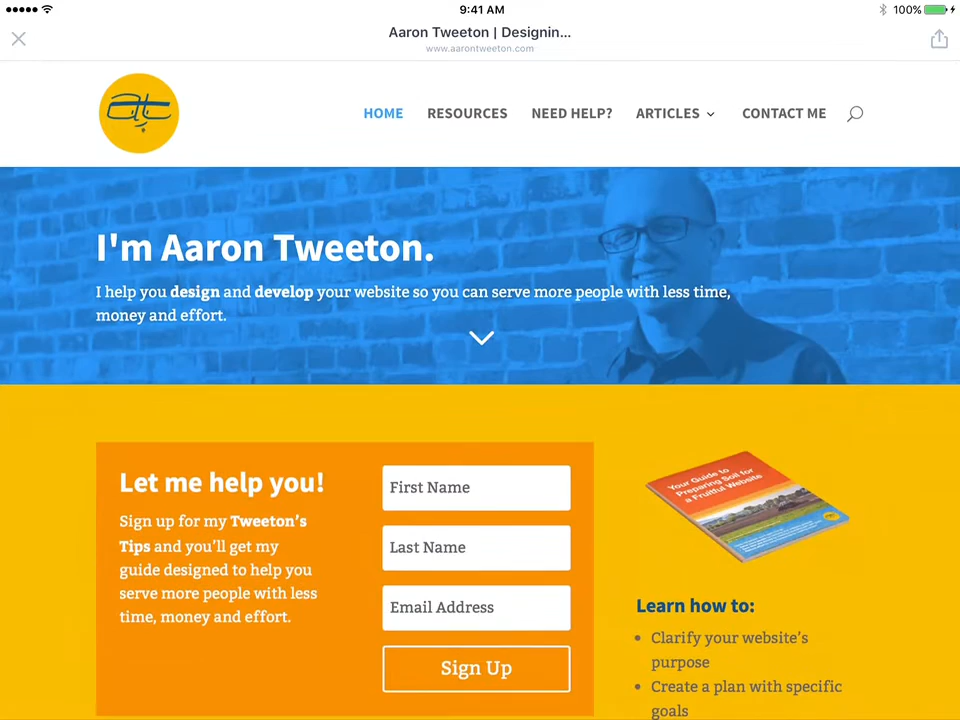 9:41 AM
100%
Aaron Tweeton | Designin...
www.aarontweeton.com
HOME RESOURCES NEED HELP? ARTICLES CONTACT ME
I'm Aaron Tweeton.
I help you design and develop your website so you can serve more people with less time,
money and effort.
Let me help you!
Sign up for my Tweeton's
Tips and you'll get my
guide designed to help you
serve more people with less
time, money and effort.
First Name
Last Name
Email Address
Sign Up
Your Guide to
Preparing Soil for
a Fruitful Website
Learn how to:
• Clarify your website's
purpose
• Create a plan with specific
goals